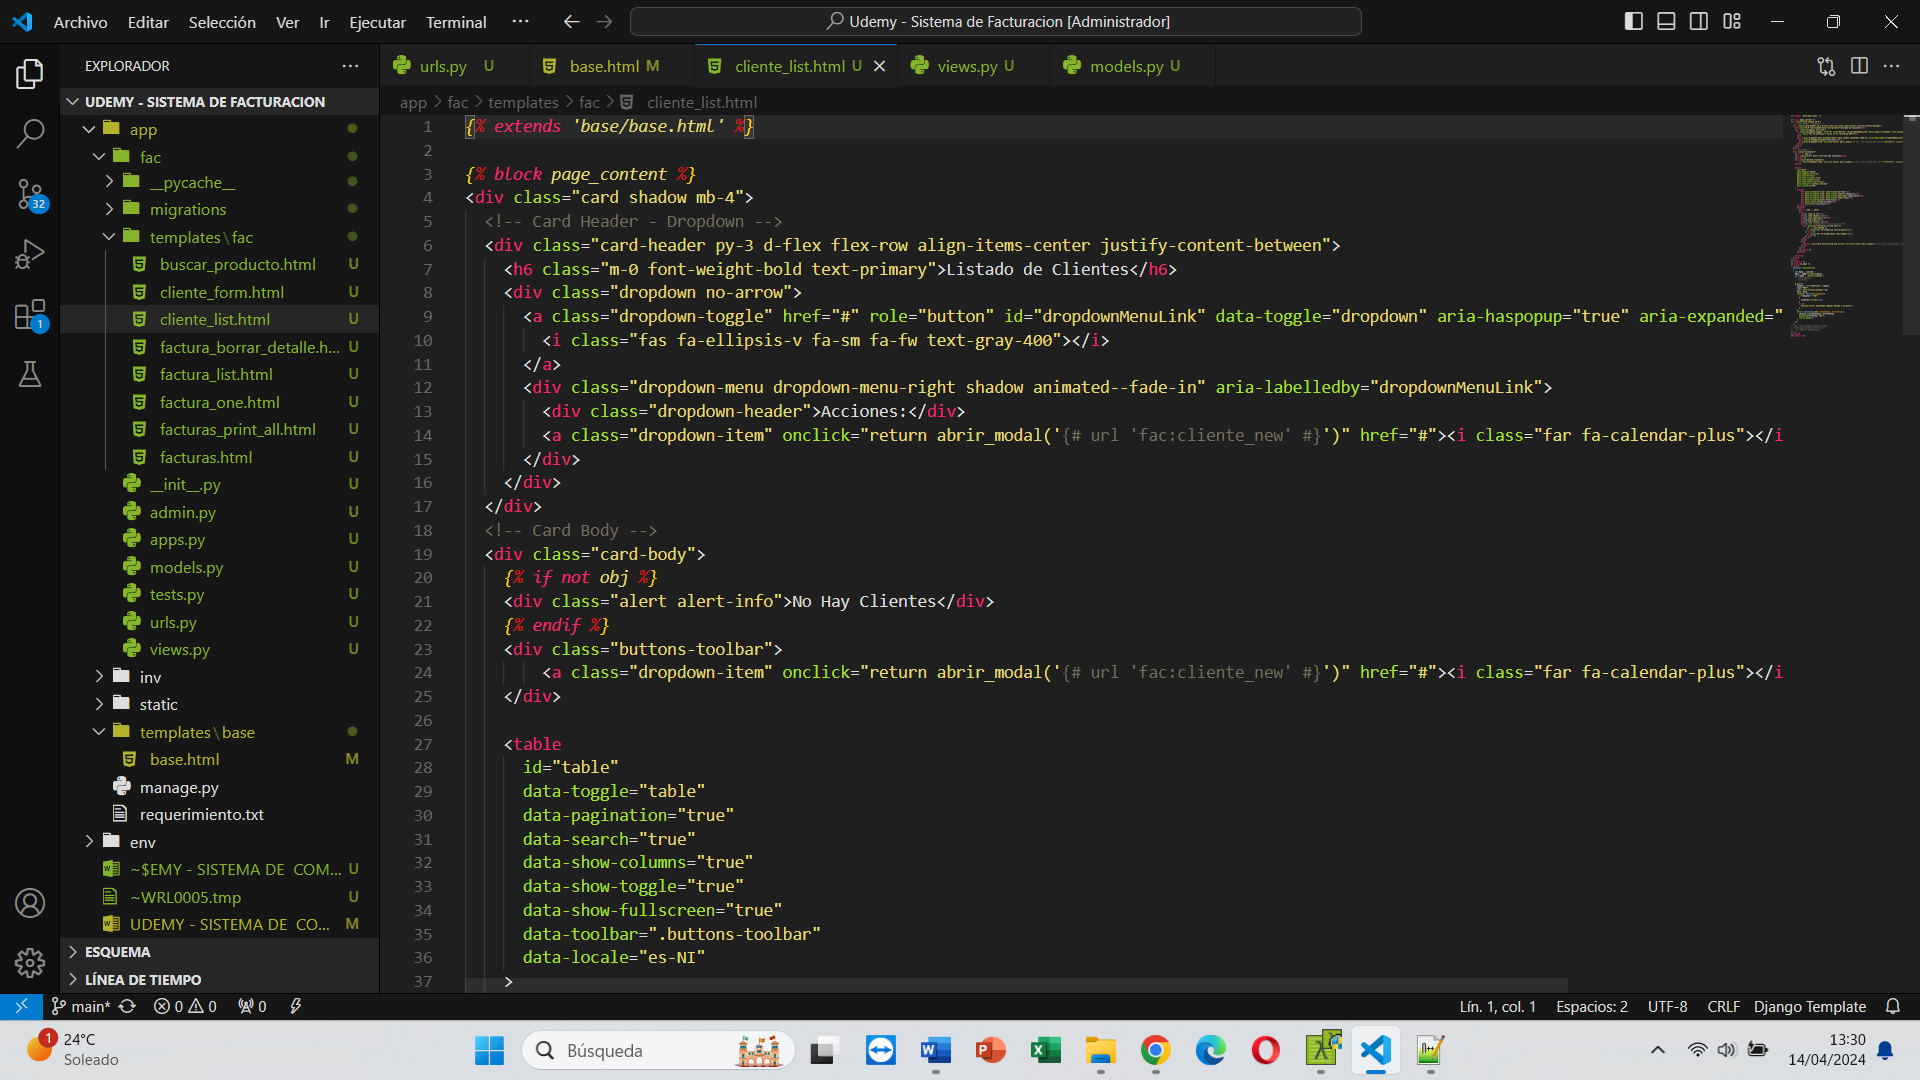 Archivo Editar Selección Ver Ir Ejecutar Terminal ···
Udemy - Sistema de Facturacion [Administrador]
EXPLORADOR
UDEMY - SISTEMA DE FACTURACION
app
fac
__pycache__
migrations
templates\fac
buscar_producto.html U
cliente_form.html U
cliente_list.html U
factura_borrar_detalle.h... U
factura_list.html U
factura_one.html U
facturas_print_all.html U
facturas.html U
__init__.py U
admin.py U
apps.py U
models.py U
tests.py U
urls.py U
views.py U
inv
static
templates\base
base.html M
manage.py
requerimiento.txt
env
~$EMY - SISTEMA DE COM... U
~WRL0005.tmp U
UDEMY - SISTEMA DE CO... M
ESQUEMA
LÍNEA DE TIEMPO
32
1
urls.py U
base.html M
cliente_list.html U
views.py U
models.py U
app > fac > templates > fac > cliente_list.html
1 {% extends 'base/base.html' %}
2
3 {% block page_content %}
4 <div class="card shadow mb-4">
5 <!-- Card Header - Dropdown -->
6 <div class="card-header py-3 d-flex flex-row align-items-center justify-content-between">
7 <h6 class="m-0 font-weight-bold text-primary">Listado de Clientes</h6>
8 <div class="dropdown no-arrow">
9 <a class="dropdown-toggle" href="#" role="button" id="dropdownMenuLink" data-toggle="dropdown" aria-haspopup="true" aria-expanded="
10 <i class="fas fa-ellipsis-v fa-sm fa-fw text-gray-400"></i>
11 </a>
12 <div class="dropdown-menu dropdown-menu-right shadow animated--fade-in" aria-labelledby="dropdownMenuLink">
13 <div class="dropdown-header">Acciones:</div>
14 <a class="dropdown-item" onclick="return abrir_modal('{# url 'fac:cliente_new' #}')" href="#"><i class="far fa-calendar-plus"></i
15 </div>
16 </div>
17 </div>
18 <!-- Card Body -->
19 <div class="card-body">
20 {% if not obj %}
21 <div class="alert alert-info">No Hay Clientes</div>
22 {% endif %}
23 <div class="buttons-toolbar">
24 <a class="dropdown-item" onclick="return abrir_modal('{# url 'fac:cliente_new' #}')" href="#"><i class="far fa-calendar-plus"></i
25 </div>
26
27 <table
28 id="table"
29 data-toggle="table"
30 data-pagination="true"
31 data-search="true"
32 data-show-columns="true"
33 data-show-toggle="true"
34 data-show-fullscreen="true"
35 data-toolbar=".buttons-toolbar"
36 data-locale="es-NI"
37 >
main* 0 0 0
Lín. 1, col. 1 Espacios: 2 UTF-8 CRLF Django Template
1
24°C
Soleado
Búsqueda
13:30
14/04/2024